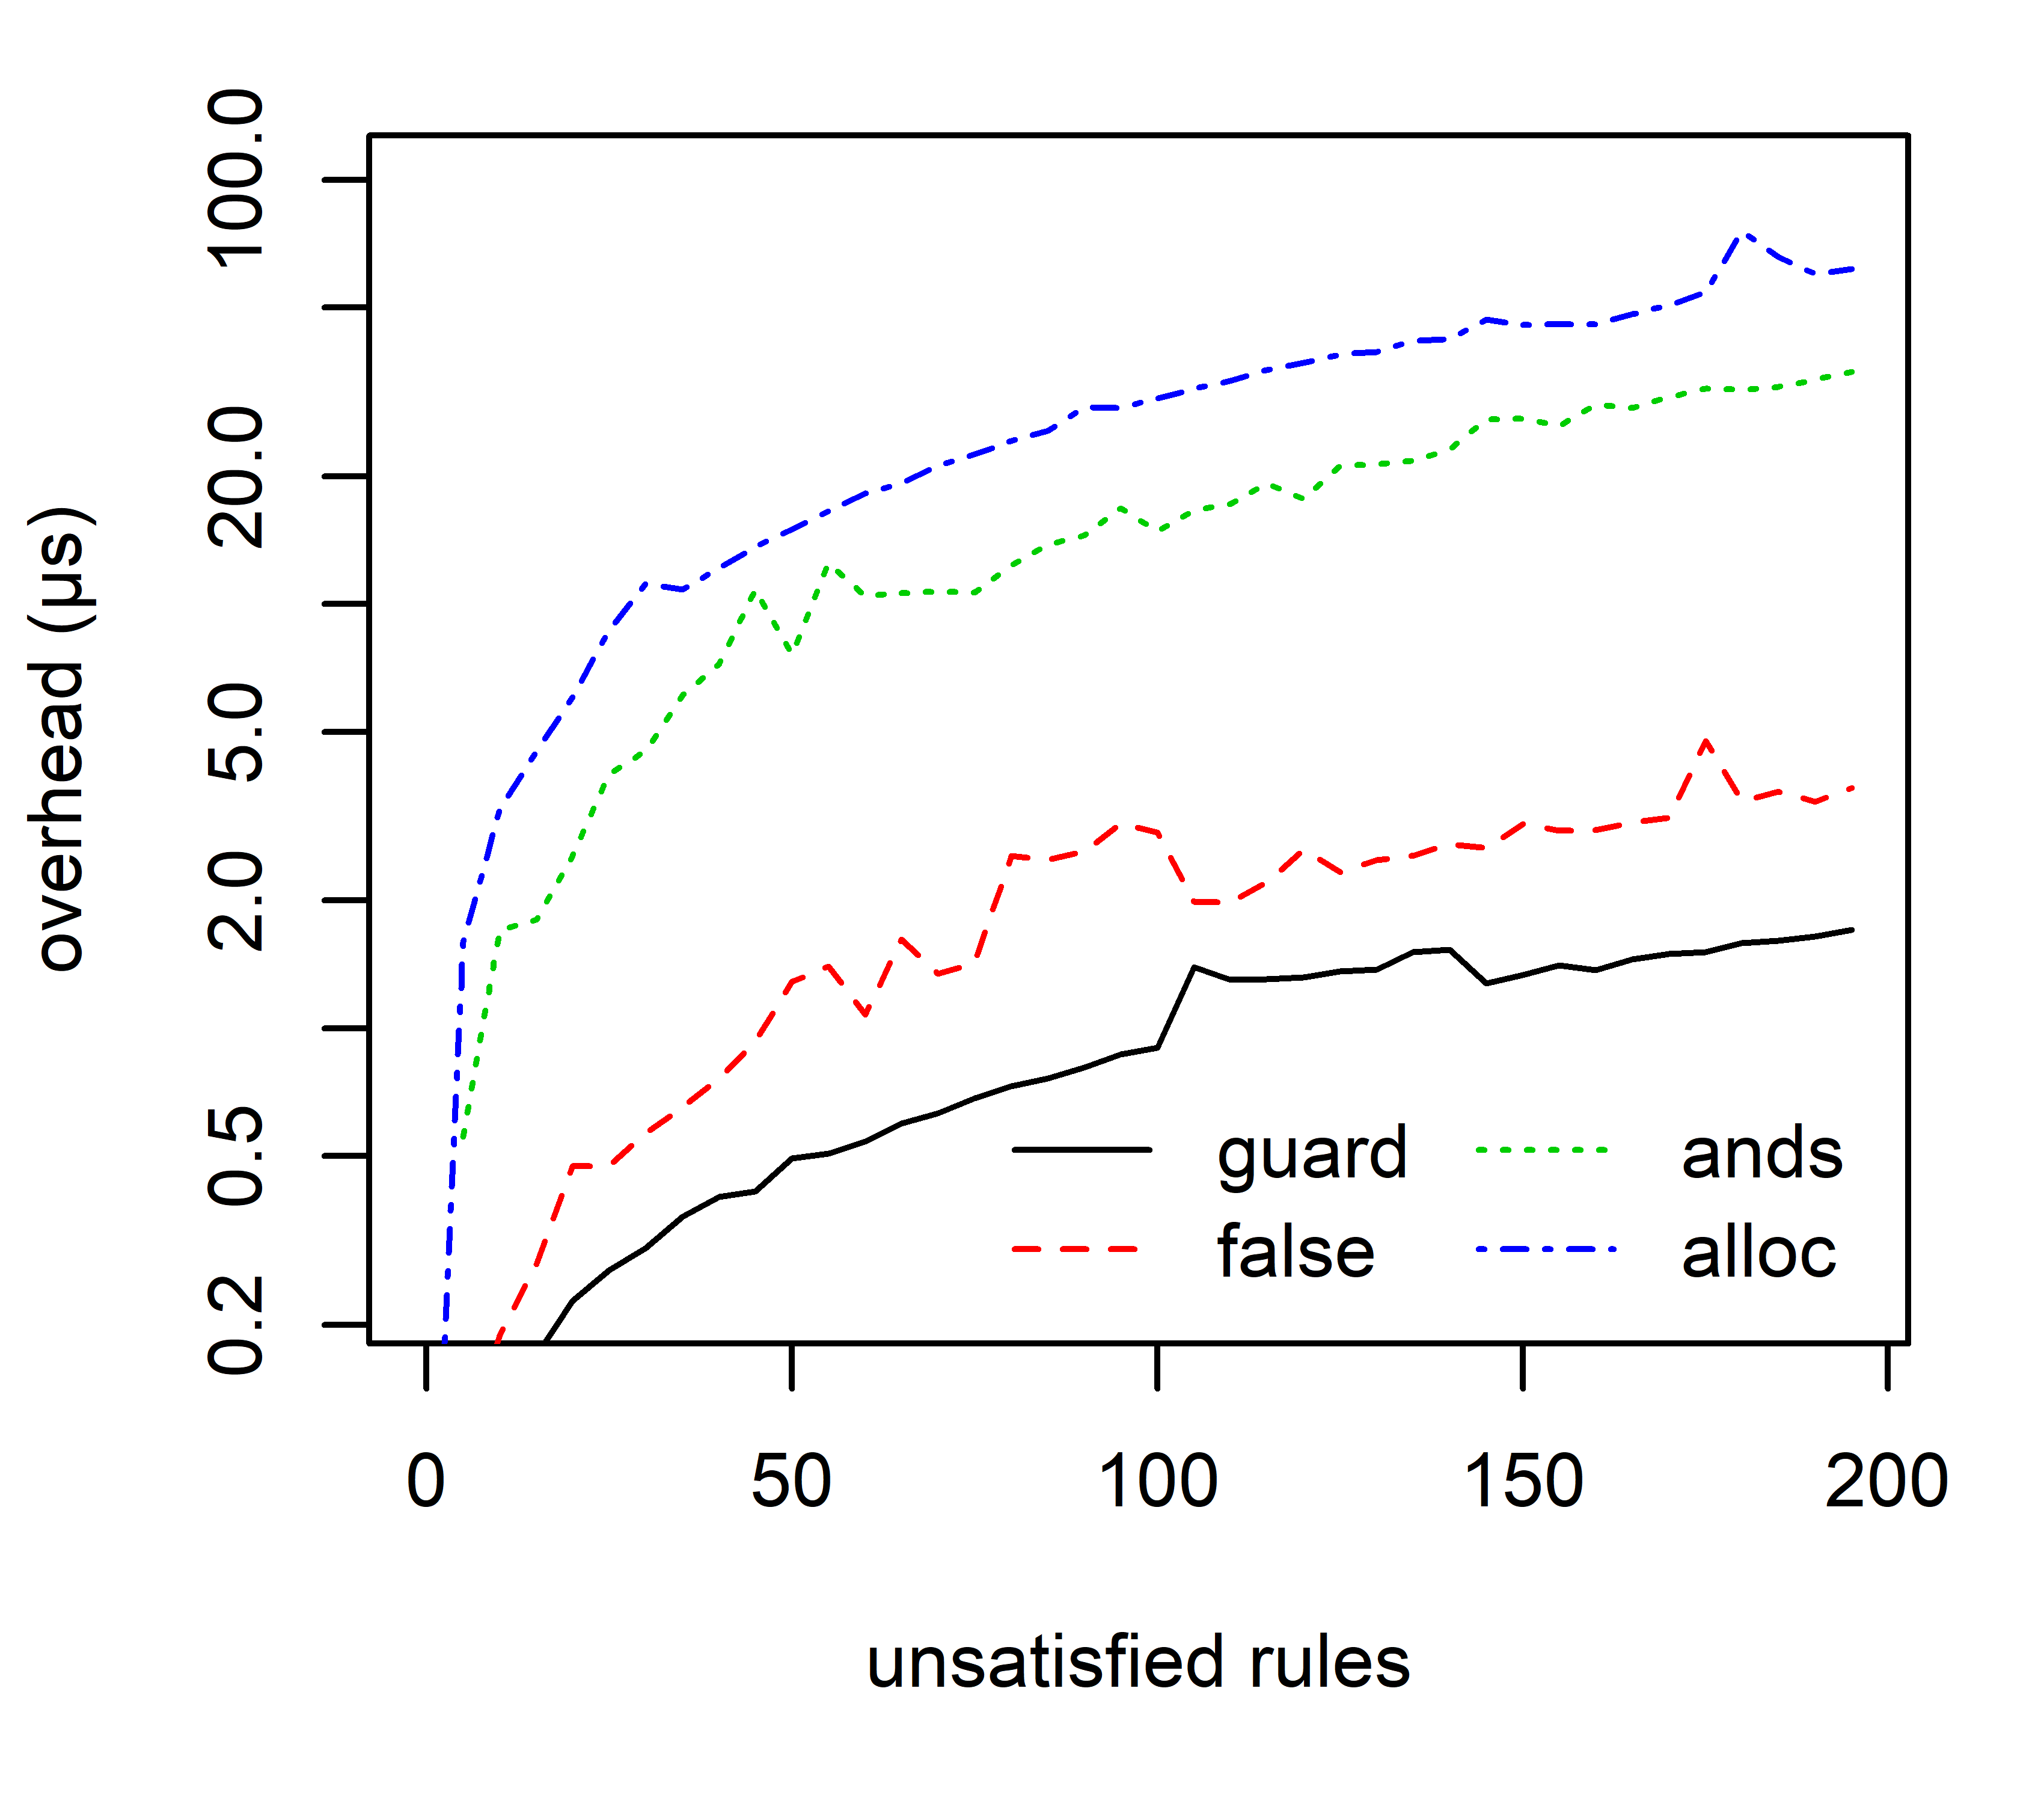 overhead (µs)
100.0
20.0
5.0
2.0
0.5
0.2
guard
ands
false
alloc
0 50 100 150 200
unsatisfied rules